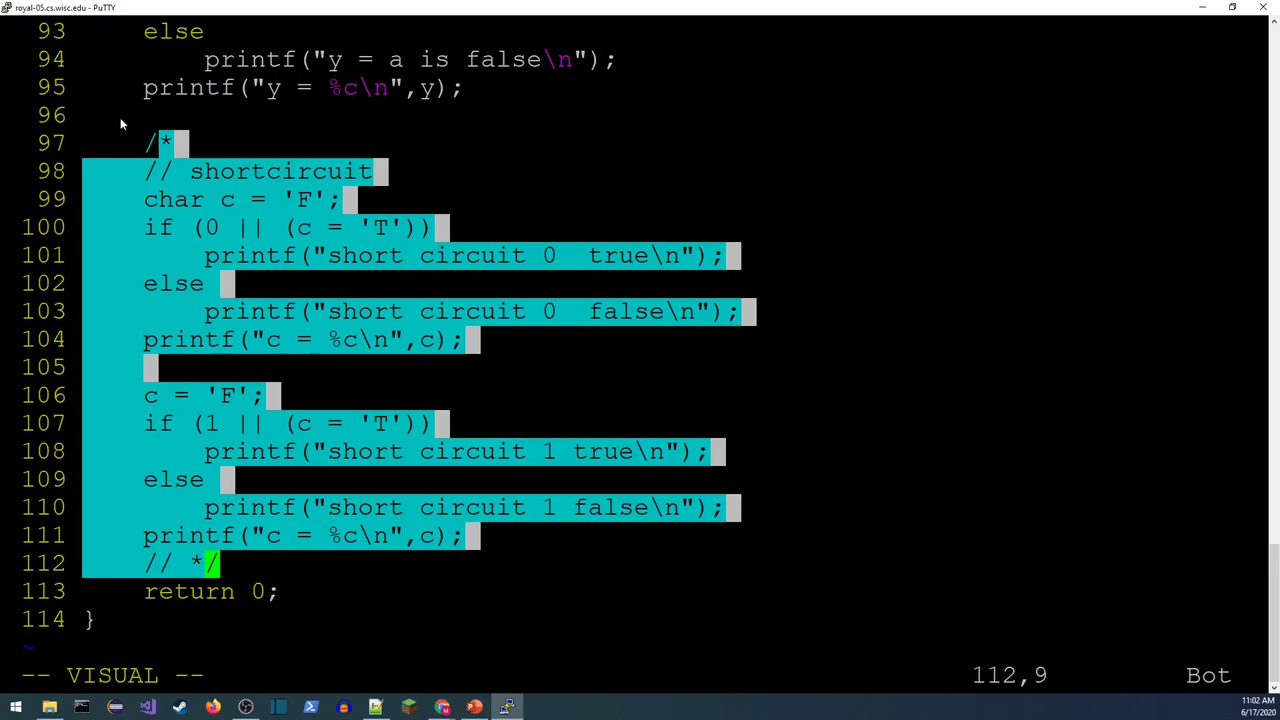 royal-05.cs.wisc.edu - PuTTY
93     else
94         printf("y = a is false\n");
95     printf("y = %c\n",y);
96
97     /*
98     // shortcircuit
99     char c = 'F';
100     if (0 || (c = 'T'))
101         printf("short circuit 0  true\n");
102     else
103         printf("short circuit 0  false\n");
104     printf("c = %c\n",c);
105
106     c = 'F';
107     if (1 || (c = 'T'))
108         printf("short circuit 1 true\n");
109     else
110         printf("short circuit 1 false\n");
111     printf("c = %c\n",c);
112     // */
113     return 0;
114 }
~
-- VISUAL --                    112,9          Bot
11:02 AM
6/17/2020